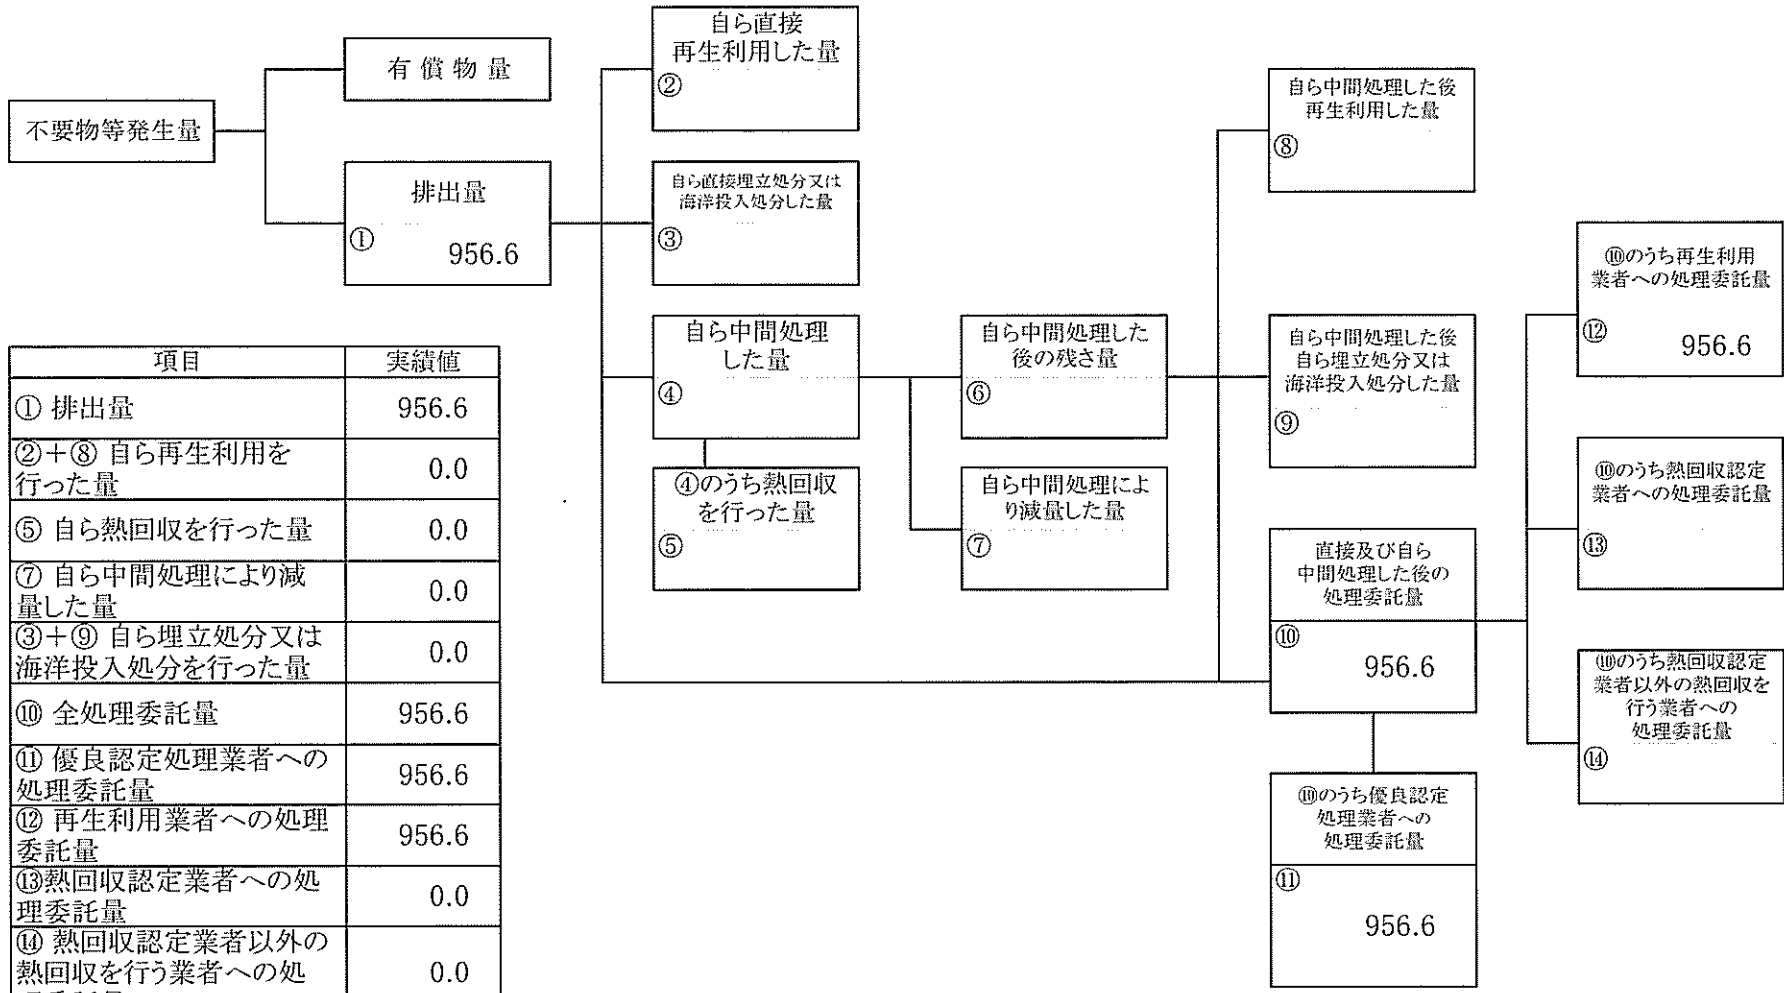 不要物等発生量
有償物量
排出量
①
956.6
自ら直接
再生利用した量
②
自ら直接埋立処分又は
海洋投入処分した量
③
自ら中間処理
した量
④
④のうち熱回収
を行った量
⑤
自ら中間処理した
後の残さ量
⑥
自ら中間処理によ
り減量した量
⑦
自ら中間処理した後
再生利用した量
⑧
自ら中間処理した後
自ら埋立処分又は
海洋投入処分した量
⑨
直接及び自ら
中間処理した後の
処理委託量
⑩
956.6
⑩のうち優良認定
処理業者への
処理委託量
⑪
956.6
⑩のうち再生利用
業者への処理委託量
⑫
956.6
⑩のうち熱回収認定
業者への処理委託量
⑬
⑩のうち熱回収認定
業者以外の熱回収を
行う業者への
処理委託量
⑭
項目 実績値
① 排出量 956.6
②+⑧ 自ら再生利用を
行った量 0.0
⑤ 自ら熱回収を行った量 0.0
⑦ 自ら中間処理により減
量した量 0.0
③+⑨ 自ら埋立処分又は
海洋投入処分を行った量 0.0
⑩ 全処理委託量 956.6
⑪ 優良認定処理業者への
処理委託量 956.6
⑫ 再生利用業者への処理
委託量 956.6
⑬熱回収認定業者への処
理委託量 0.0
⑭ 熱回収認定業者以外の
熱回収を行う業者への処 0.0